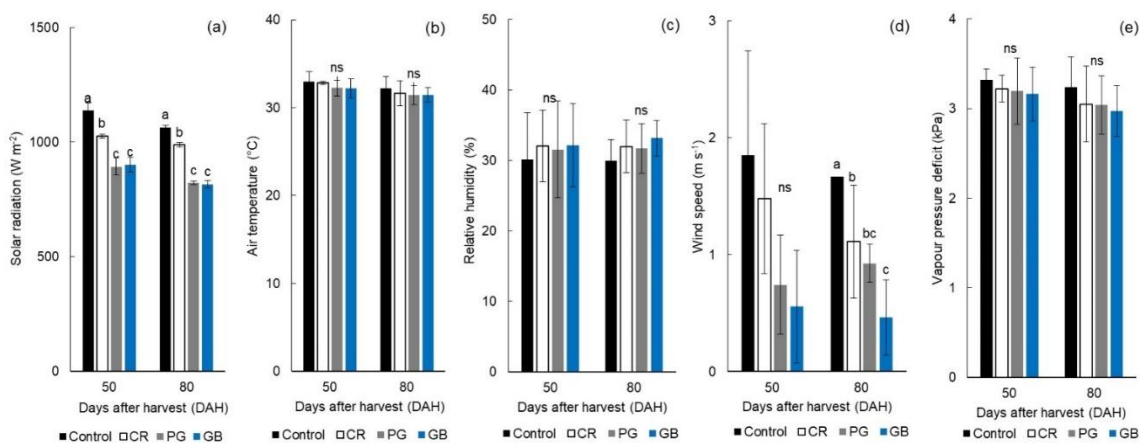 (a)
1500
1000
500
0
Solar radiation (W m-2)
a
b
c
c
a
b
c
c
50
80
Days after harvest (DAH)
Control CR PG GB
(b)
40
30
20
10
0
Air temperature (°C)
ns
ns
50
80
Days after harvest (DAH)
Control CR PG GB
(c)
50
40
30
20
10
0
Relative humidity (%)
ns
ns
50
80
Days after harvest (DAH)
Control CR PG GB
(d)
3
2
1
0
Wind speed (m s-1)
ns
a
b
bc
c
50
80
Days after harvest (DAH)
Control CR PG GB
(e)
4
3
2
1
0
Vapour pressure deficit (kPa)
ns
ns
50
80
Days after harvest (DAH)
Control CR PG GB